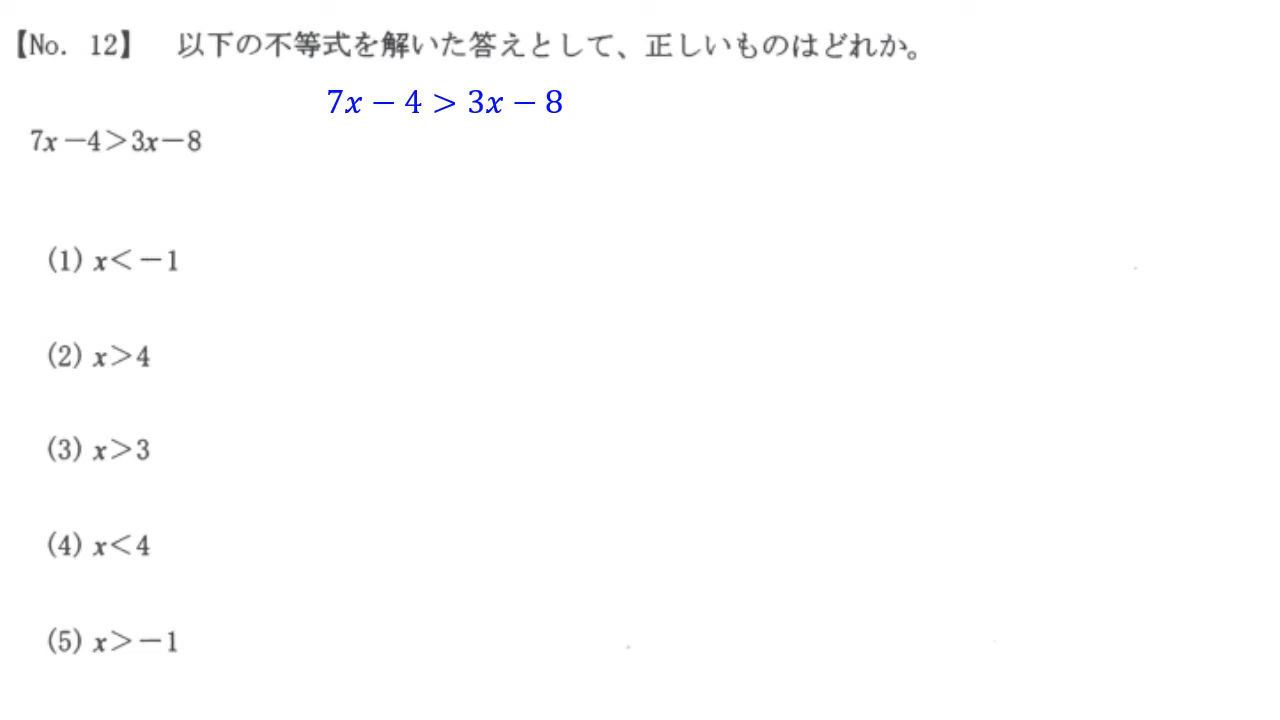 【No. 12】　以下の不等式を解いた答えとして、正しいものはどれか。
7x − 4 > 3x − 8
7x−4＞3x−8
(1) x＜−1
(2) x＞4
(3) x＞3
(4) x＜4
(5) x＞−1